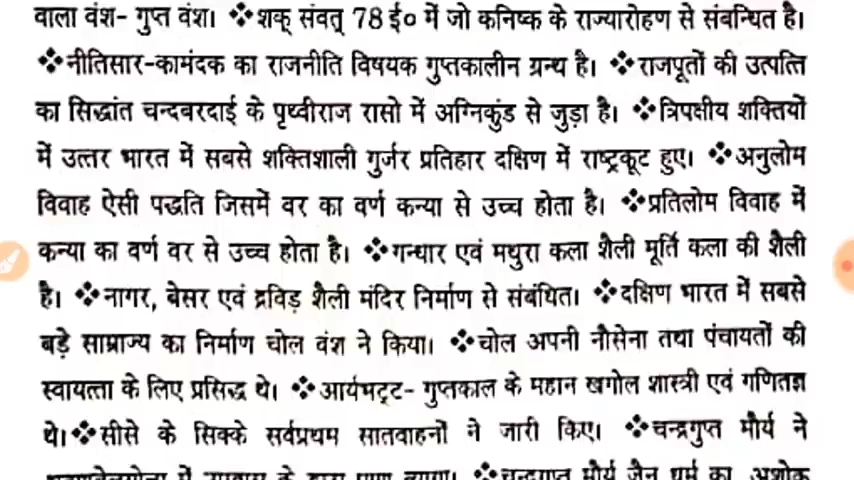 वाला वंश- गुप्त वंश। ❖शक् संवत् 78 ई० में जो कनिष्क के राज्यारोहण से संबन्धित है।
❖नीतिसार-कामंदक का राजनीति विषयक गुप्तकालीन ग्रन्थ है। ❖राजपूतों की उत्पत्ति
का सिद्धांत चन्दबरदाई के पृथ्वीराज रासो में अग्निकुंड से जुड़ा है। ❖त्रिपक्षीय शक्तियों
में उत्तर भारत में सबसे शक्तिशाली गुर्जर प्रतिहार दक्षिण में राष्ट्रकूट हुए। ❖अनुलोम
विवाह ऐसी पद्धति जिसमें वर का वर्ण कन्या से उच्च होता है। ❖प्रतिलोम विवाह में
कन्या का वर्ण वर से उच्च होता है। ❖गन्धार एवं मथुरा कला शैली मूर्ति कला की शैली
है। ❖नागर, बेसर एवं द्रविड़ शैली मंदिर निर्माण से संबंधित। ❖दक्षिण भारत में सबसे
बड़े साम्राज्य का निर्माण चोल वंश ने किया। ❖चोल अपनी नौसेना तथा पंचायतों की
स्वायत्ता के लिए प्रसिद्ध थे। ❖आर्यभट्ट- गुप्तकाल के महान खगोल शास्त्री एवं गणितज्ञ
थे।❖सीसे के सिक्के सर्वप्रथम सातवाहनों ने जारी किए। ❖चन्द्रगुप्त मौर्य ने
में के ❖चन्द्रगुप्त मौर्य जैन धर्म का, अशोक